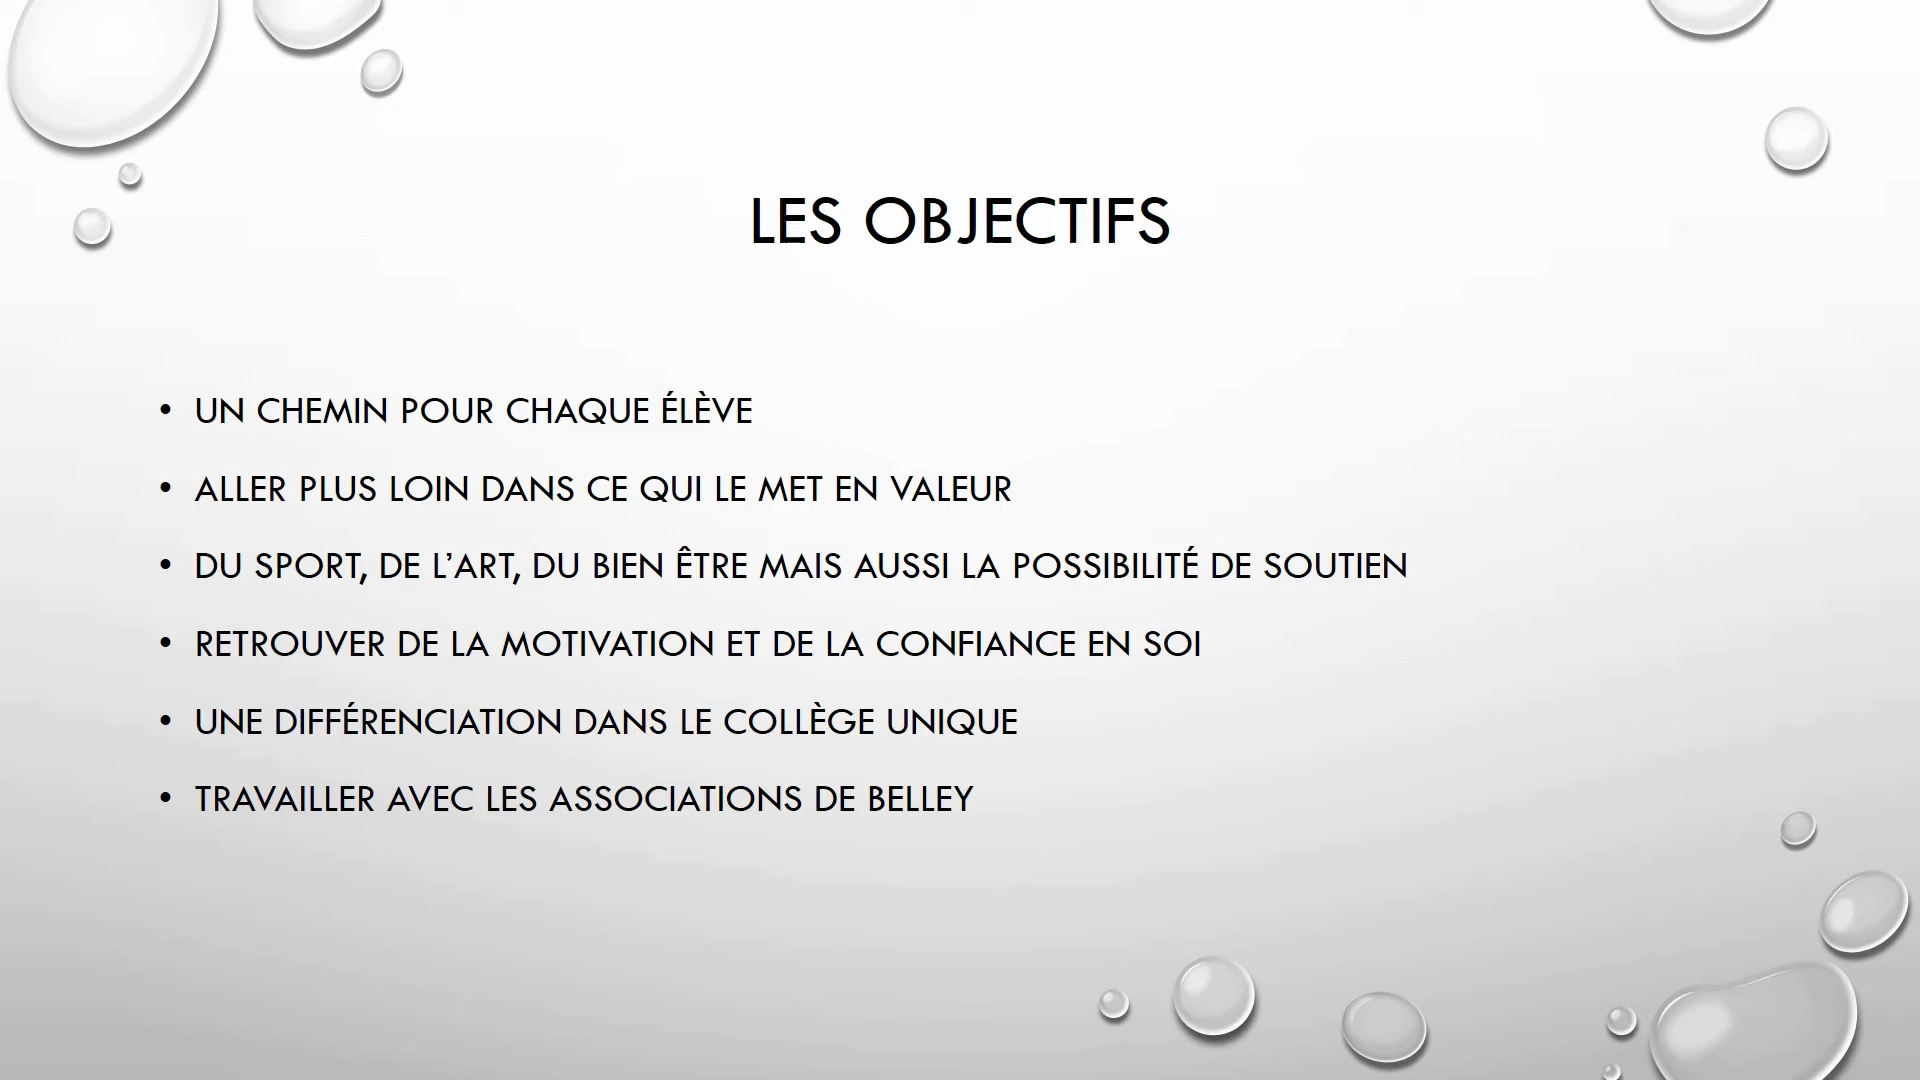 LES OBJECTIFS
• UN CHEMIN POUR CHAQUE ÉLÈVE
• ALLER PLUS LOIN DANS CE QUI LE MET EN VALEUR
• DU SPORT, DE L’ART, DU BIEN ÊTRE MAIS AUSSI LA POSSIBILITÉ DE SOUTIEN
• RETROUVER DE LA MOTIVATION ET DE LA CONFIANCE EN SOI
• UNE DIFFÉRENCIATION DANS LE COLLÈGE UNIQUE
• TRAVAILLER AVEC LES ASSOCIATIONS DE BELLEY